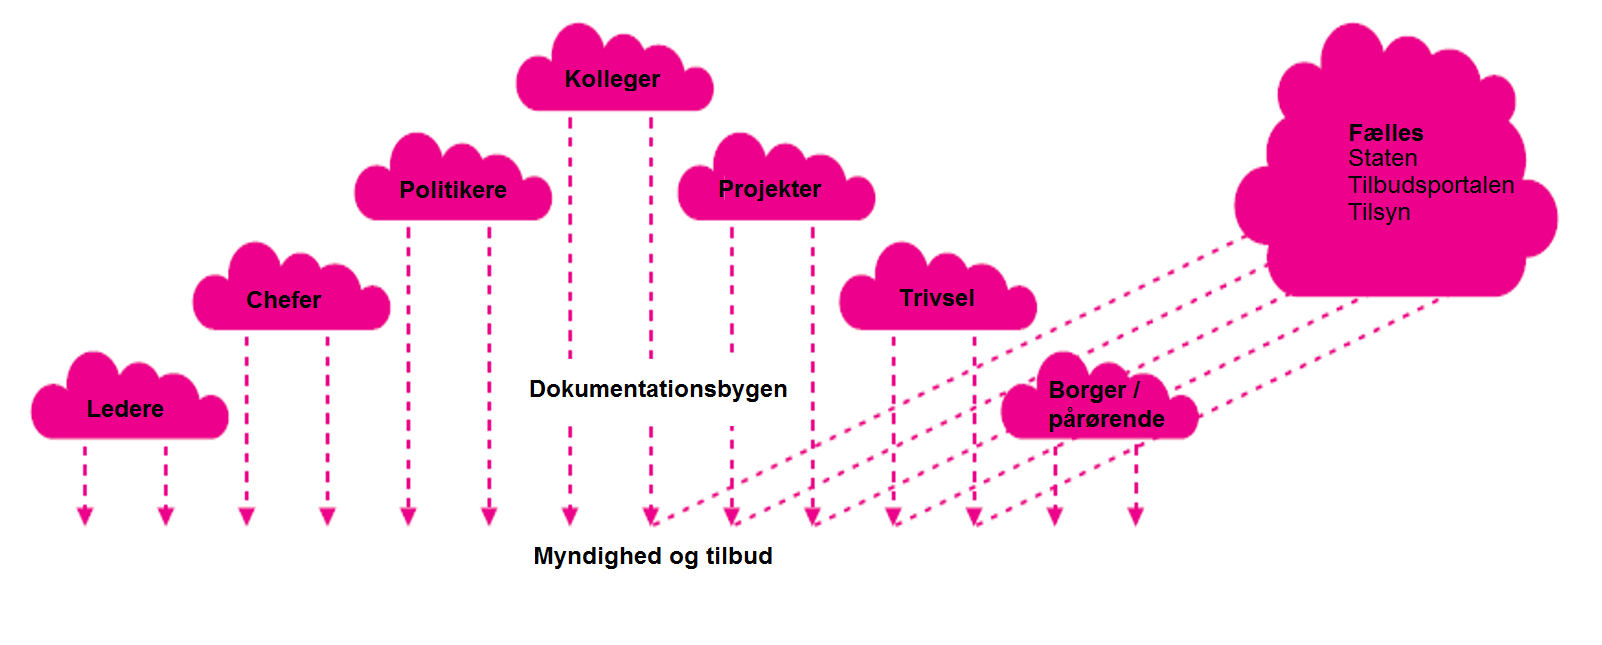 Kolleger
Politikere
Projekter
Chefer
Trivsel
Ledere
Dokumentationsbygen
Borger /
pårørende
Fælles
Staten
Tilbudsportalen
Tilsyn
Myndighed og tilbud